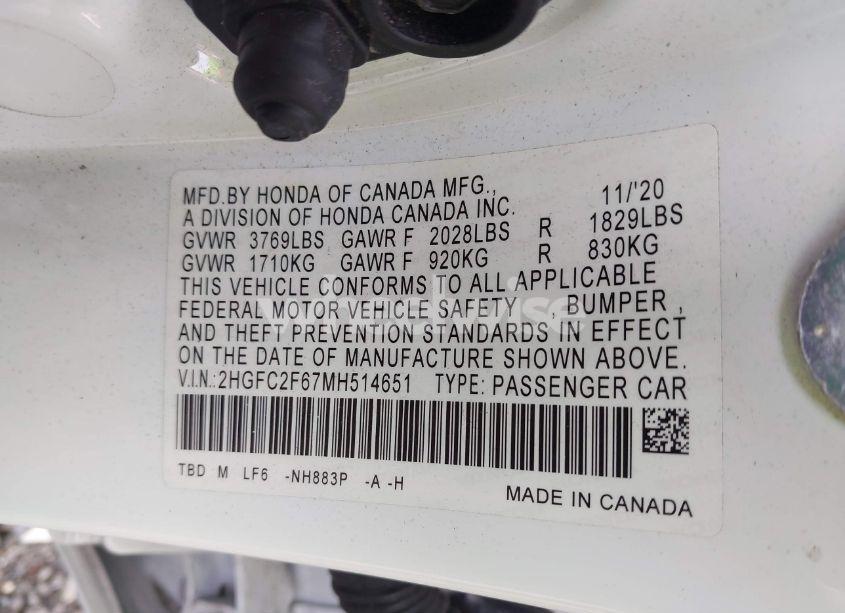 MFD.BY HONDA OF CANADA MFG., 11/'20
A DIVISION OF HONDA CANADA INC.
GVWR 3769LBS GAWR F 2028LBS R 1829LBS
GVWR 1710KG GAWR F 920KG R 830KG
THIS VEHICLE CONFORMS TO ALL APPLICABLE
FEDERAL MOTOR VEHICLE SAFETY , BUMPER ,
AND THEFT PREVENTION STANDARDS IN EFFECT
ON THE DATE OF MANUFACTURE SHOWN ABOVE.
V.I.N.:2HGFC2F67MH514651 TYPE: PASSENGER CAR
TBD M LF6 -NH883P -A -H
MADE IN CANADA